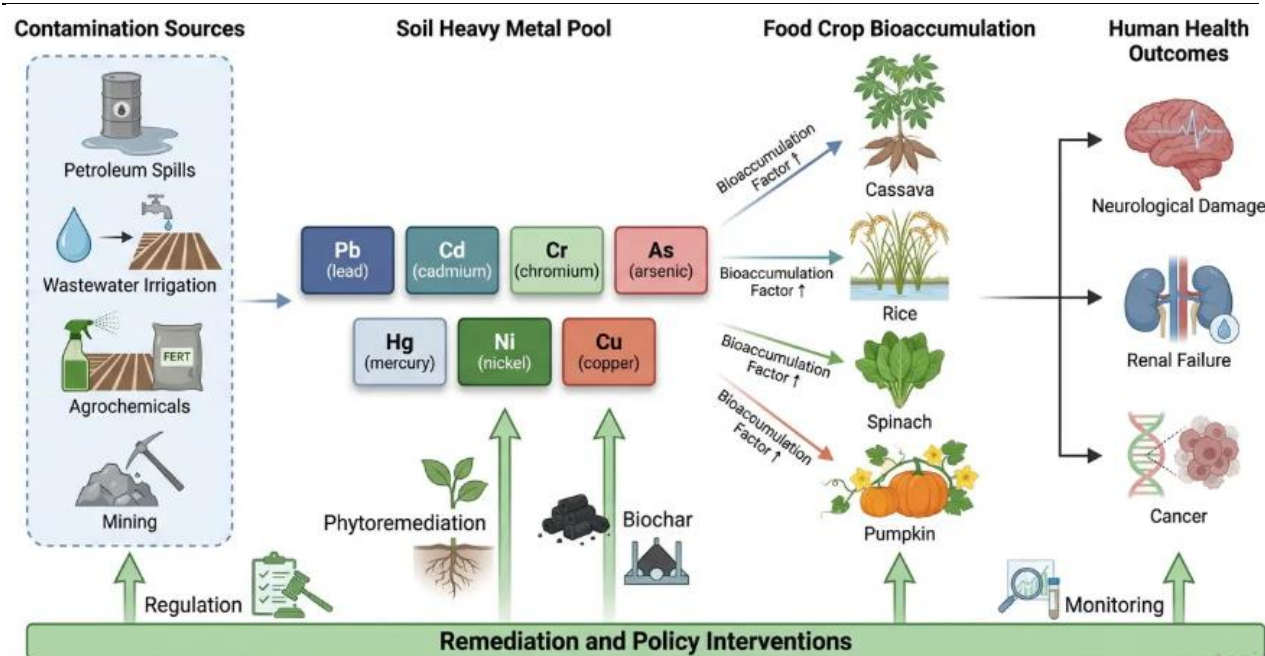 Contamination Sources
Petroleum Spills
Wastewater Irrigation
FERT
Agrochemicals
Mining
Soil Heavy Metal Pool
Pb
(lead)
Cd
(cadmium)
Cr
(chromium)
As
(arsenic)
Hg
(mercury)
Ni
(nickel)
Cu
(copper)
Food Crop Bioaccumulation
Bioaccumulation
Factor ↑
Cassava
Bioaccumulation
Factor ↑
Rice
Bioaccumulation
Factor ↑
Spinach
Bioacoumulation
Factor ↑
Pumpkin
Human Health
Outcomes
Neurological Damage
Renal Failure
Cancer
Regulation
Phytoremediation
Biochar
Monitoring
Remediation and Policy Interventions